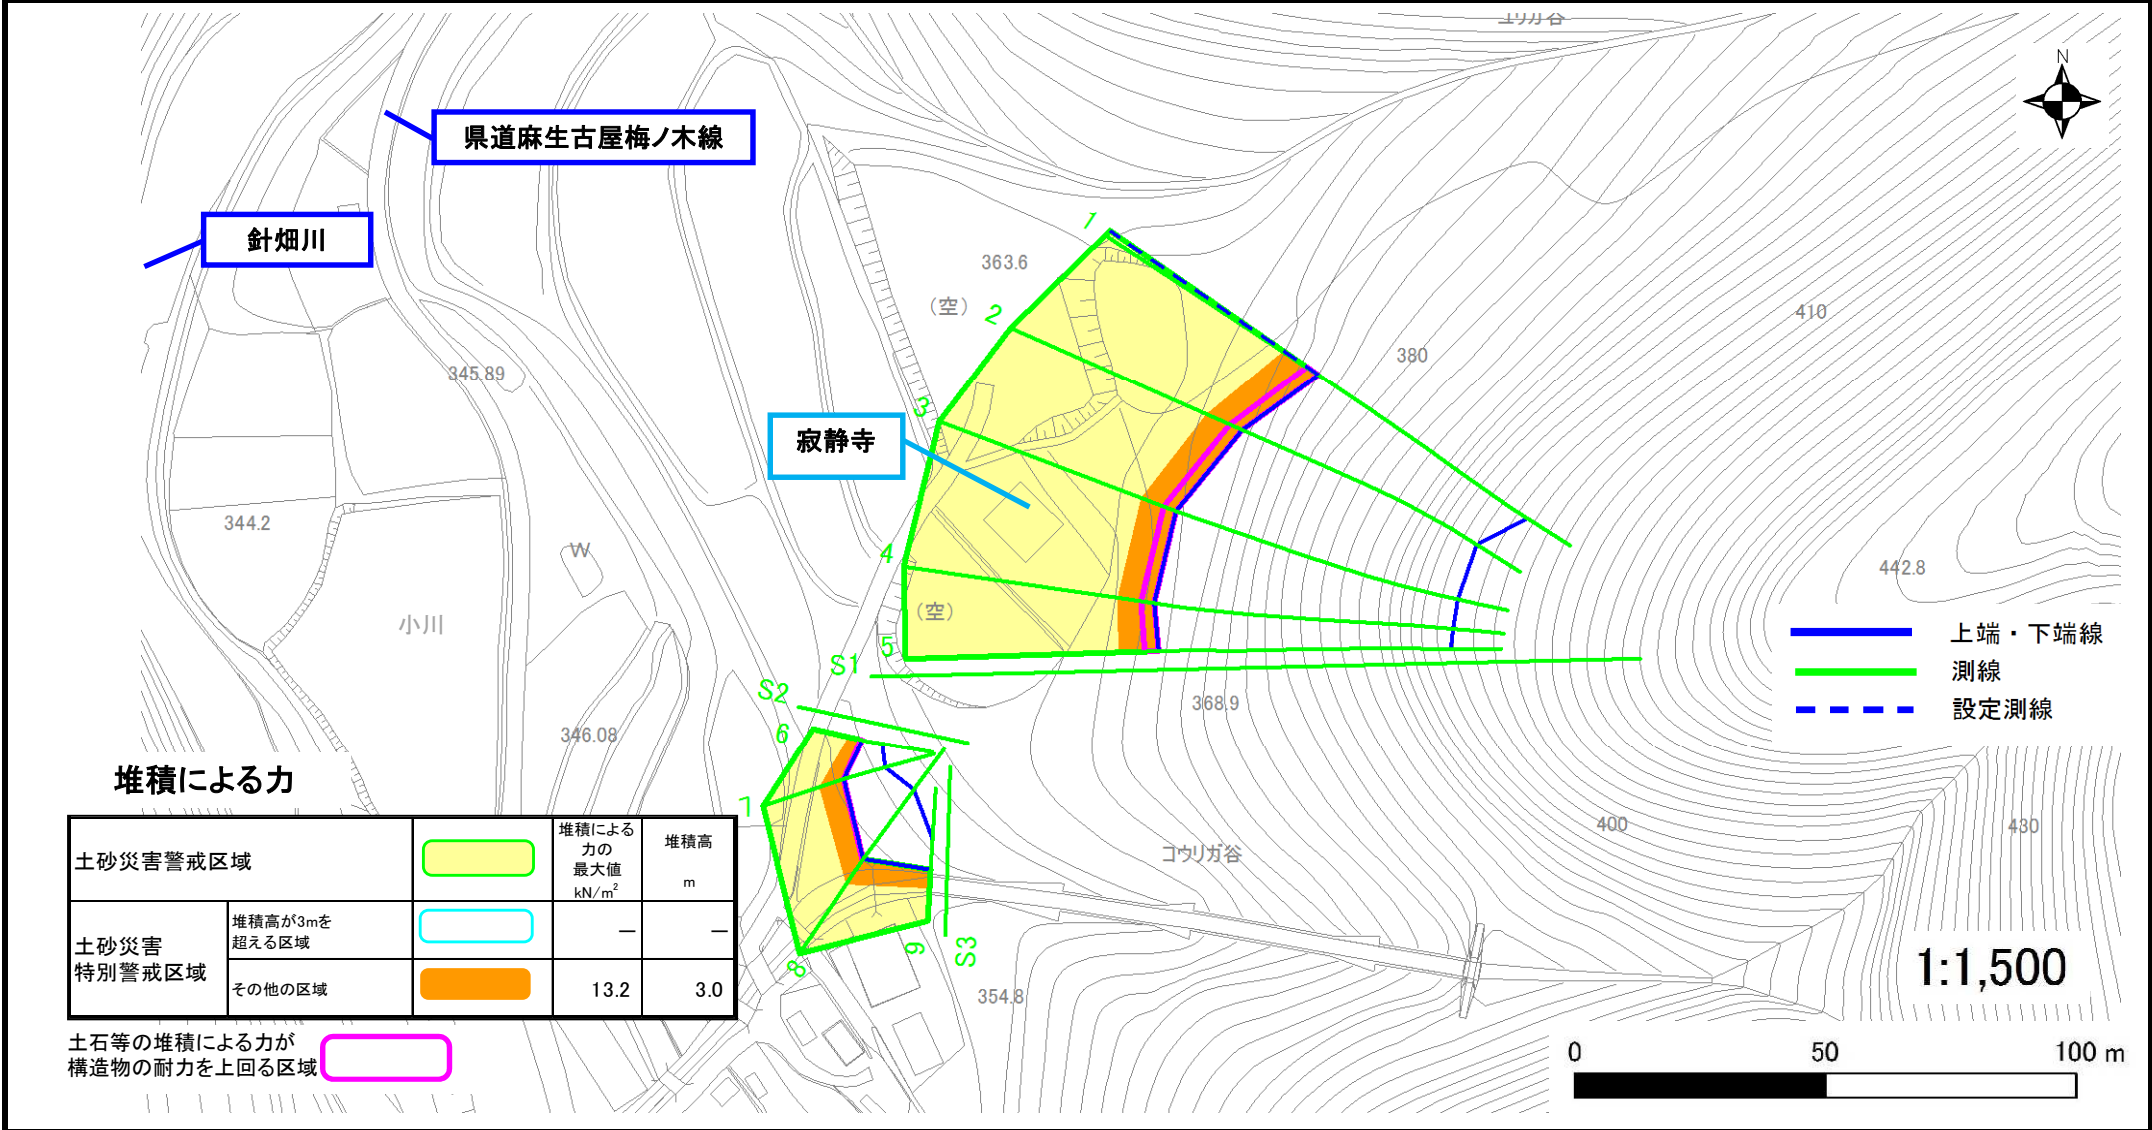 ユリガ谷
N
県道麻生古屋梅ノ木線
針畑川
1
363.6
(空)
2
410
380
345.89
3
寂静寺
344.2
W
4
442.8
(空)
小川
5
上端・下端線
S1
測線
S2
368.9
設定測線
6
346.08
堆積による力
7
400
430
コウリガ谷
土砂災害警戒区域
堆積による
力の
最大値
kN/m²
堆積高
m
土砂災害
特別警戒区域
堆積高が3mを
超える区域
—
—
その他の区域
13.2
3.0
8
9
S3
354.8
1:1,500
土石等の堆積による力が
構造物の耐力を上回る区域
0
50
100 m